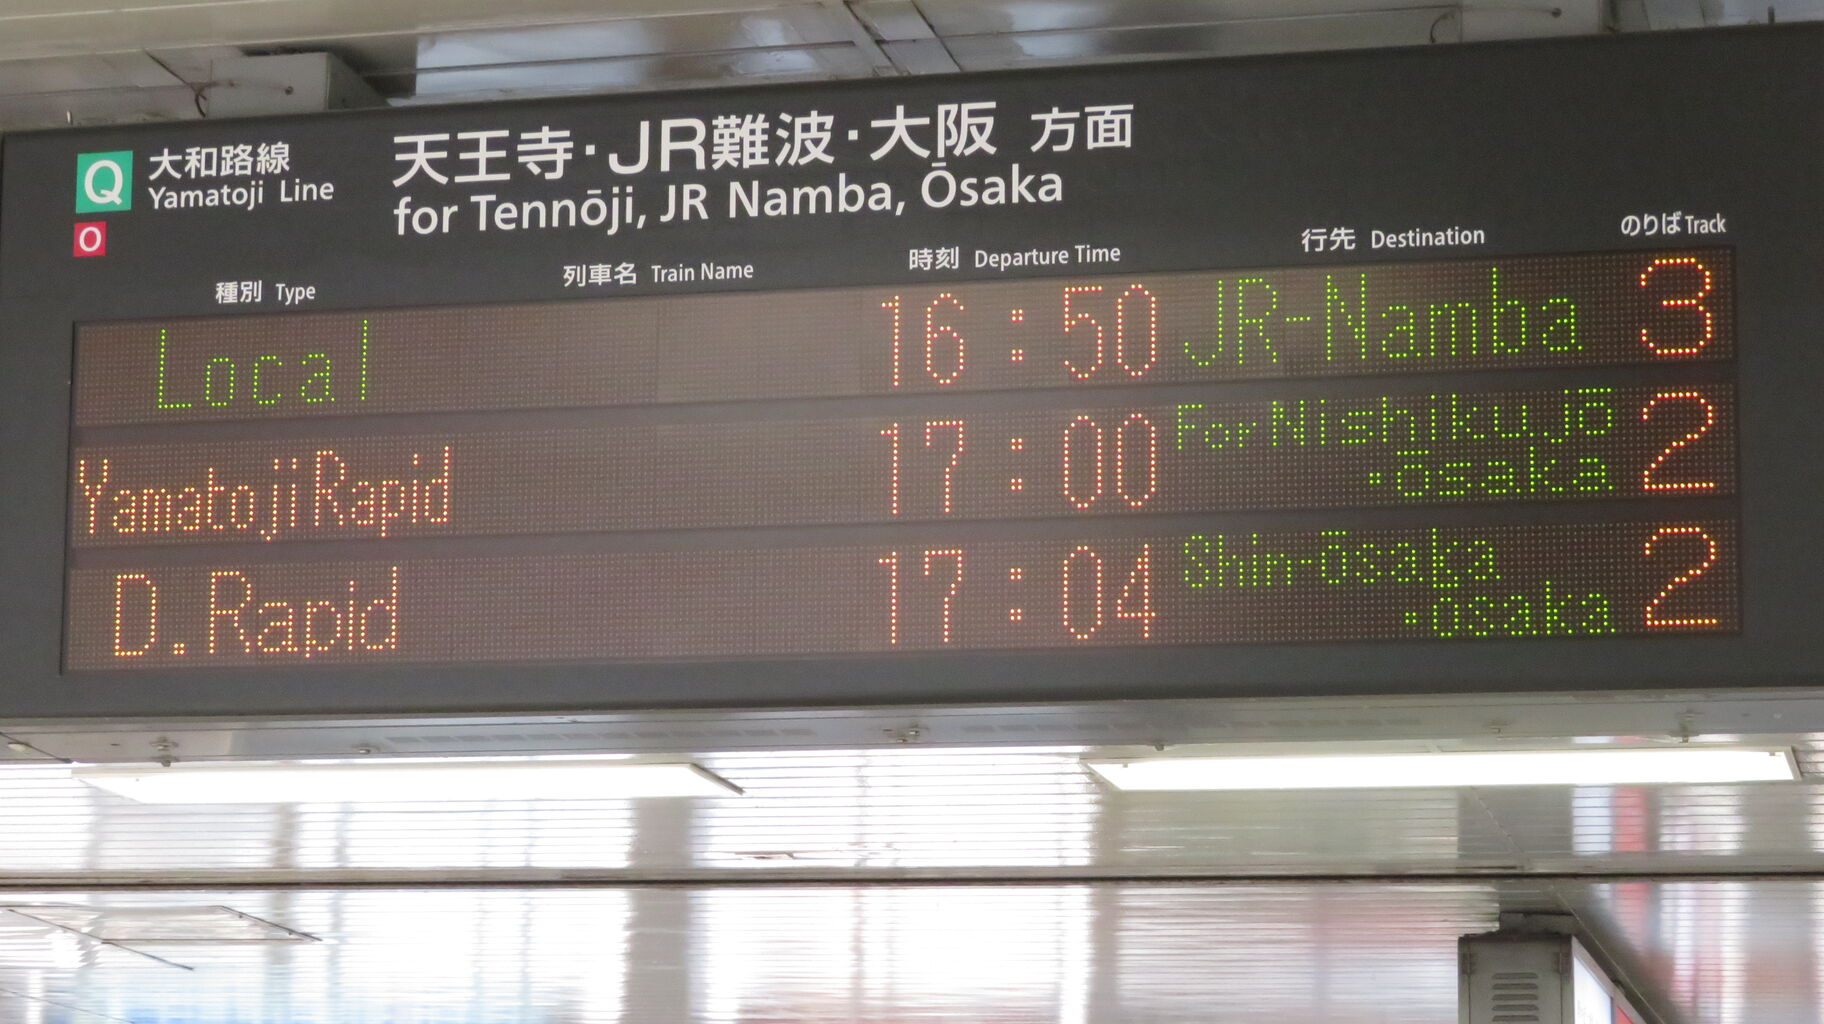 Q 大和路線 天王寺・JR難波・大阪 方面
Yamatoji Line for Tennōji, JR Namba, Ōsaka
O
種別 Type 列車名 Train Name 時刻 Departure Time 行先 Destination のりば Track
Local 16:50 JR-Namba 3
Yamatoji Rapid 17:00 For Nishikujō 2
・Ōsaka
D.Rapid 17:04 Shin-Ōsaka 2
・Ōsaka